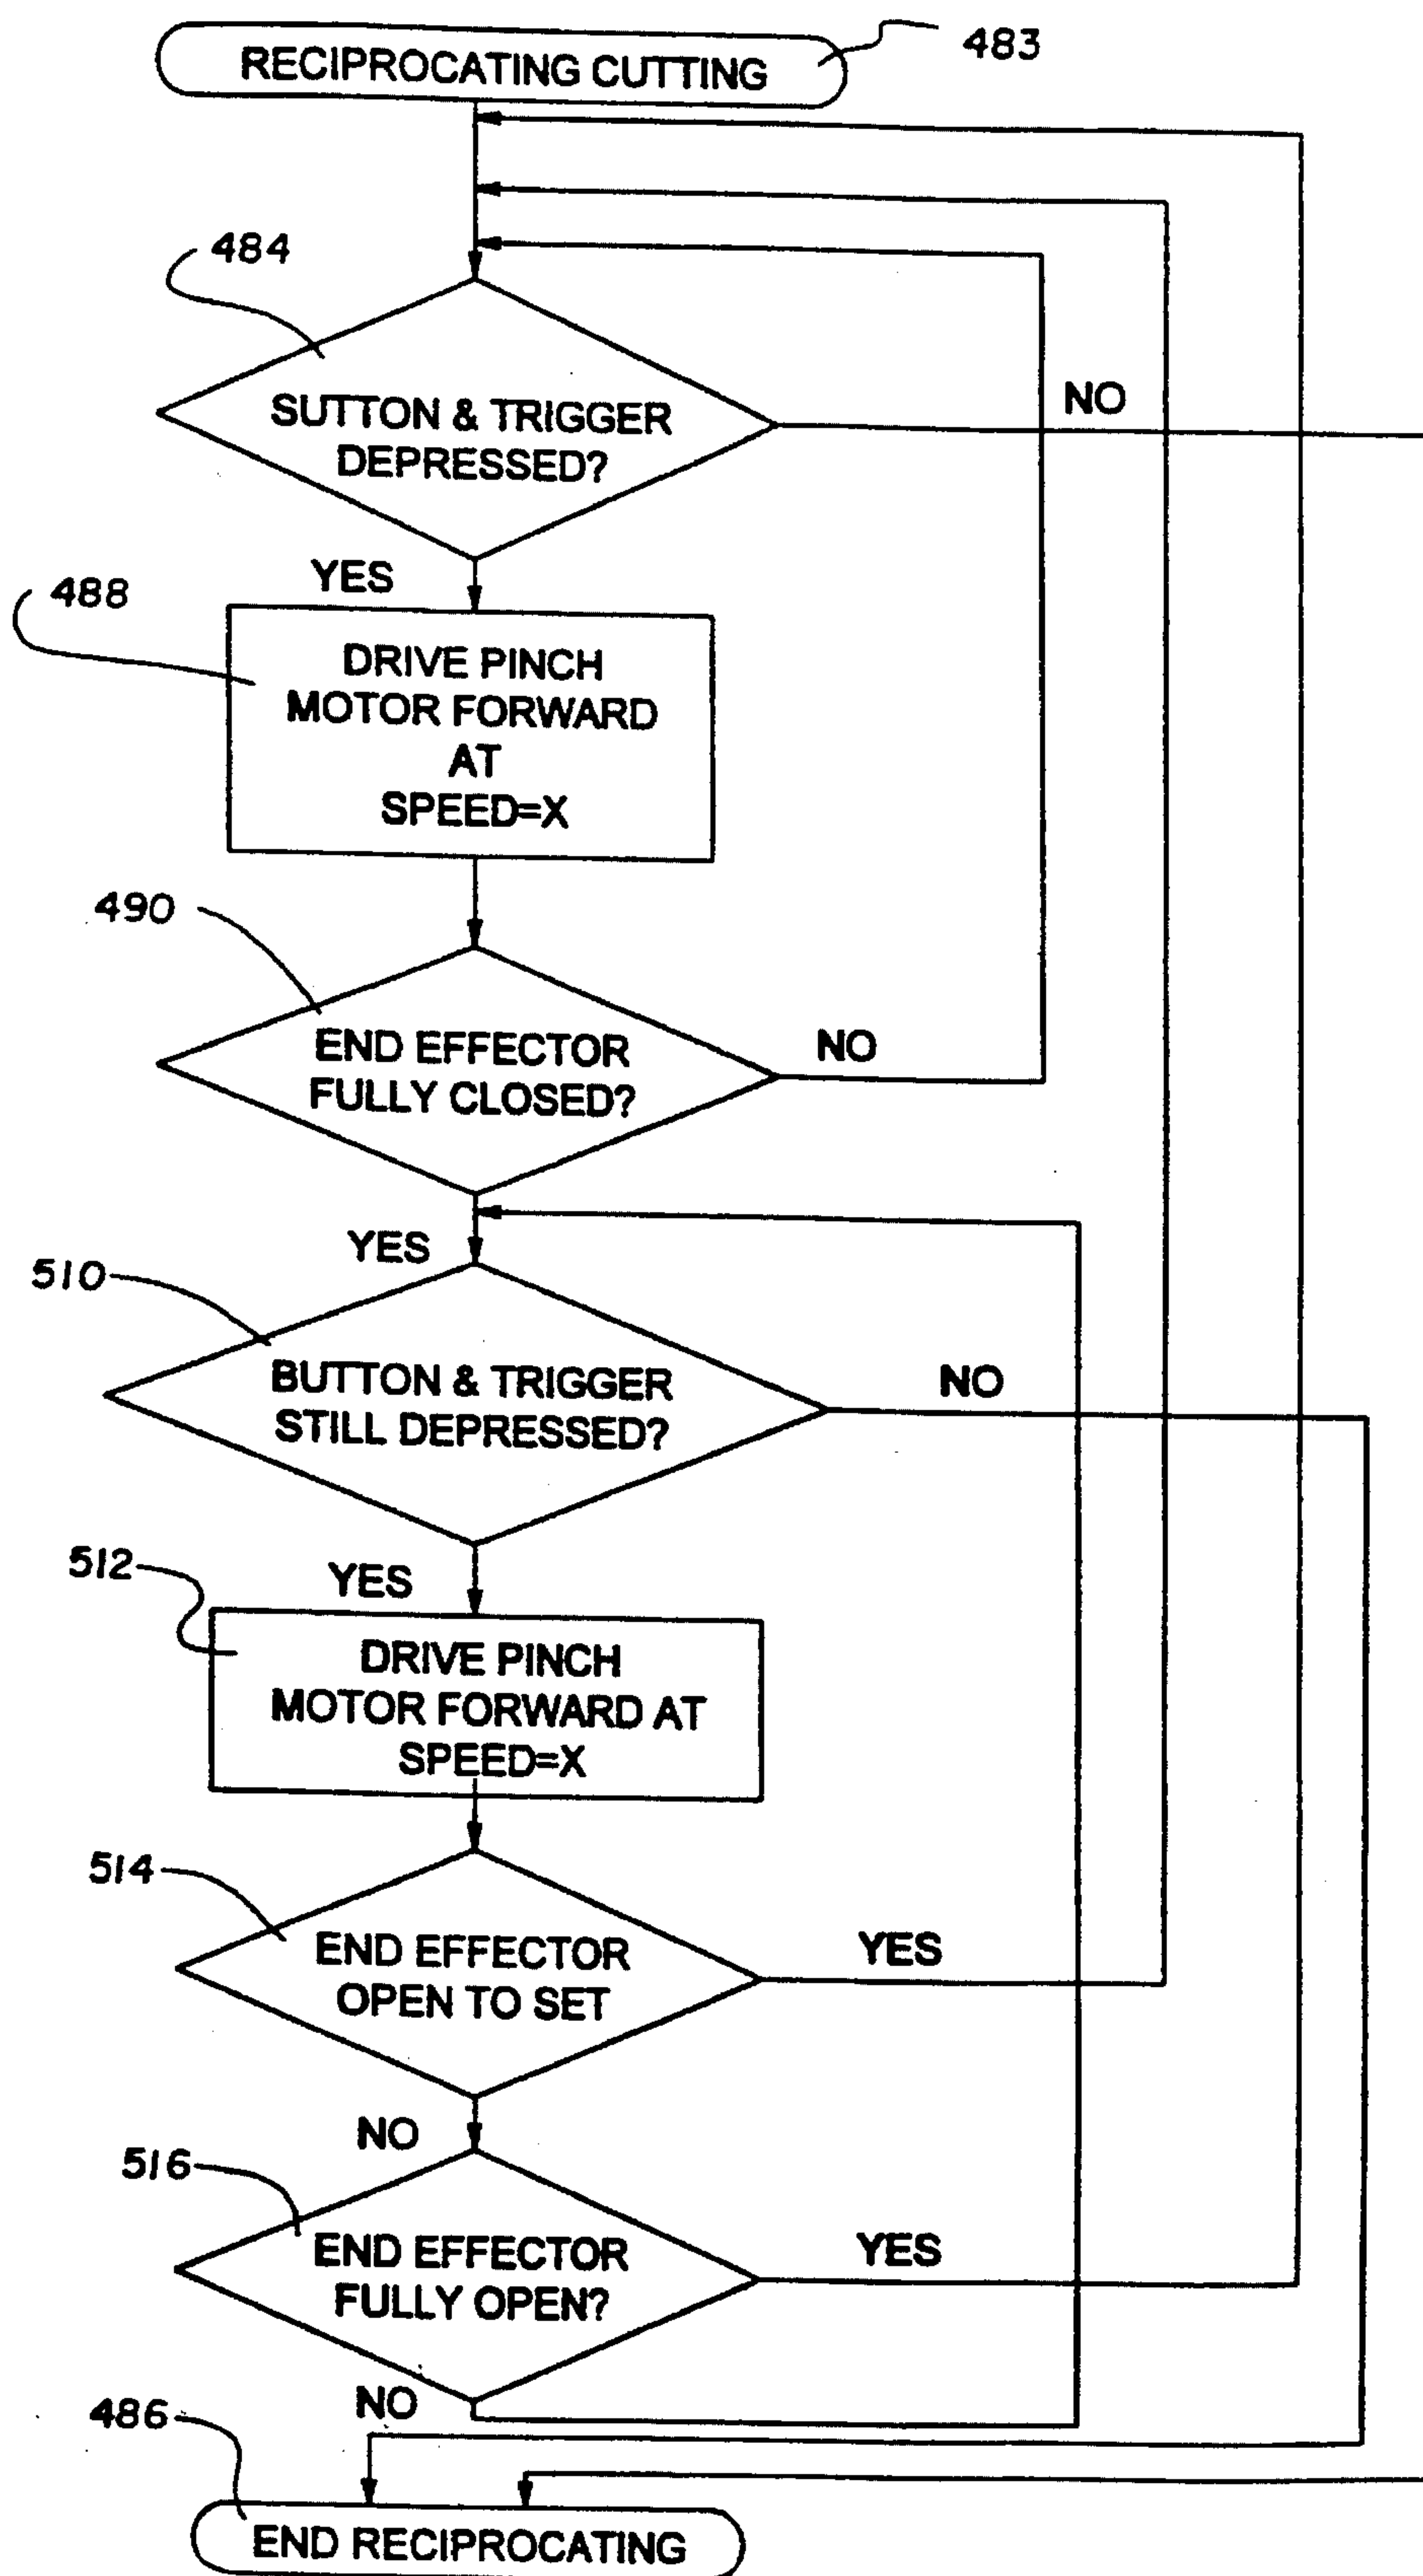 RECIPROCATING CUTTING
483
484
NO
SUTTON & TRIGGER
DEPRESSED?
YES
488
DRIVE PINCH
MOTOR FORWARD
AT
SPEED=X
490
END EFFECTOR
FULLY CLOSED?
NO
YES
510
BUTTON & TRIGGER
STILL DEPRESSED?
NO
512
YES
DRIVE PINCH
MOTOR FORWARD AT
SPEED=X
514
END EFFECTOR
OPEN TO SET
YES
NO
516
END EFFECTOR
FULLY OPEN?
YES
NO
486
END RECIPROCATING